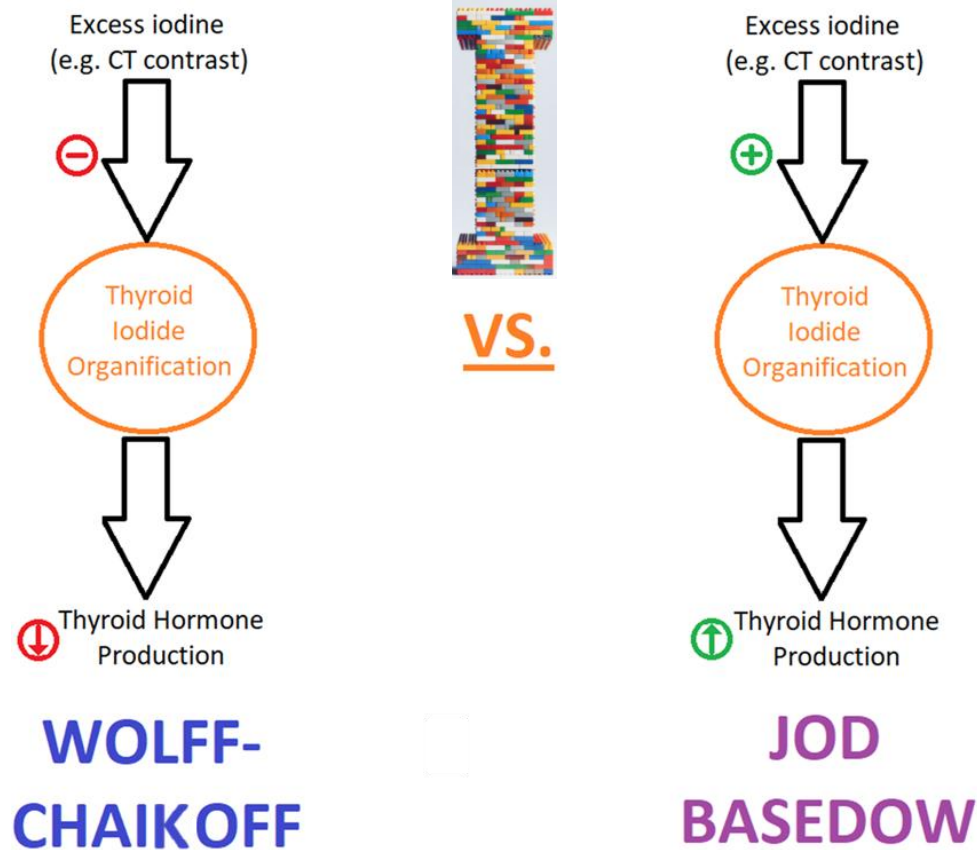 Excess iodine
(e.g. CT contrast)
−
Thyroid
Iodide
Organification
↓
Thyroid Hormone
Production
WOLFF-
CHAIKOFF
VS.
Excess iodine
(e.g. CT contrast)
+
Thyroid
Iodide
Organification
↑
Thyroid Hormone
Production
JOD
BASEDOW